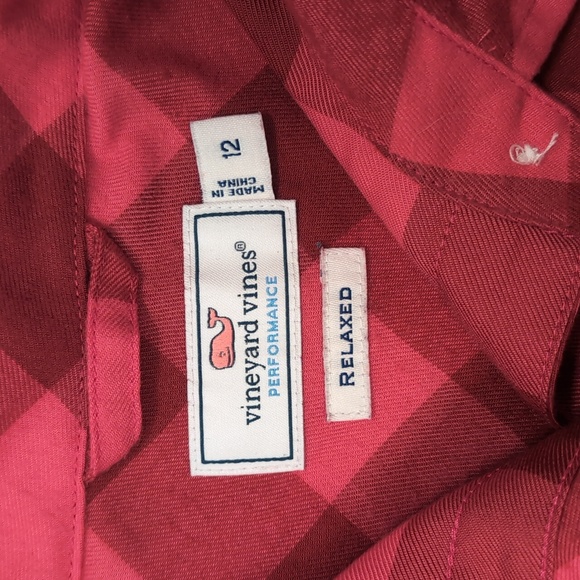 12
MADE IN
CHINA
vineyard vines®
PERFORMANCE
RELAXED